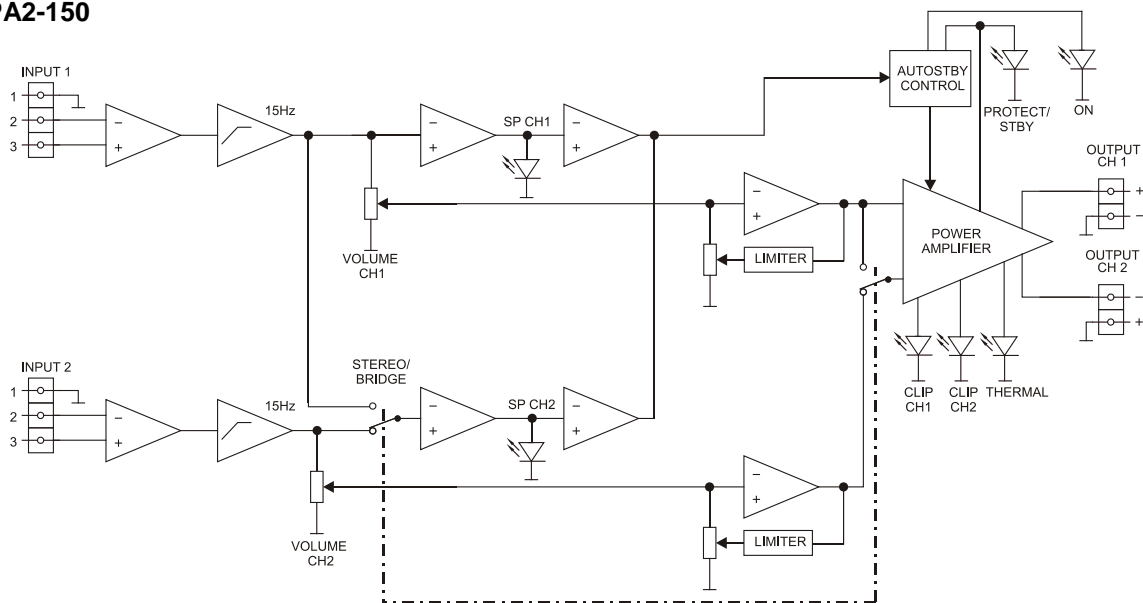 PA2-150
INPUT 1
1
2
3
−
+
15Hz
−
+
SP CH1
−
+
AUTOSTBY
CONTROL
PROTECT/
STBY
ON
VOLUME
CH1
−
+
LIMITER
POWER
AMPLIFIER
OUTPUT
CH 1
+
−
OUTPUT
CH 2
−
+
CLIP
CH1
CLIP
CH2
THERMAL
INPUT 2
1
2
3
−
+
15Hz
STEREO/
BRIDGE
−
+
SP CH2
−
+
VOLUME
CH2
−
+
LIMITER